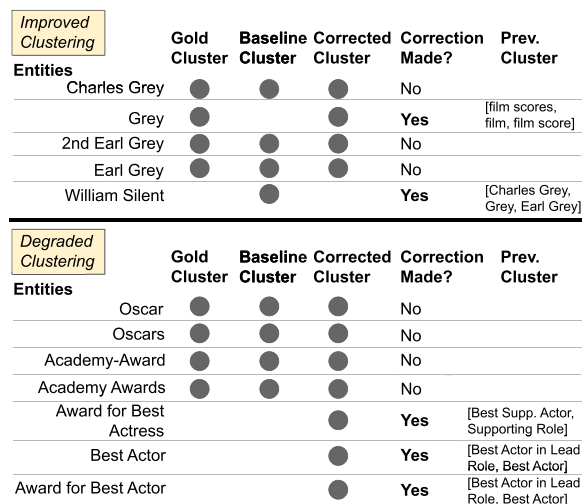 Improved
Clustering
Gold
Cluster
Baseline
Cluster
Corrected
Cluster
Correction
Made?
Prev.
Cluster
Entities
Charles Grey
No
Grey
Yes
[film scores,
film, film score]
2nd Earl Grey
No
Earl Grey
No
William Silent
Yes
[Charles Grey,
Grey, Earl Grey]
Degraded
Clustering
Gold
Cluster
Baseline
Cluster
Corrected
Cluster
Correction
Made?
Prev.
Cluster
Entities
Oscar
No
Oscars
No
Academy-Award
No
Academy Awards
No
Award for Best
Actress
Yes
[Best Supp. Actor,
Supporting Role]
Best Actor
Yes
[Best Actor in Lead
Role, Best Actor]
Award for Best Actor
Yes
[Best Actor in Lead
Role, Best Actor]